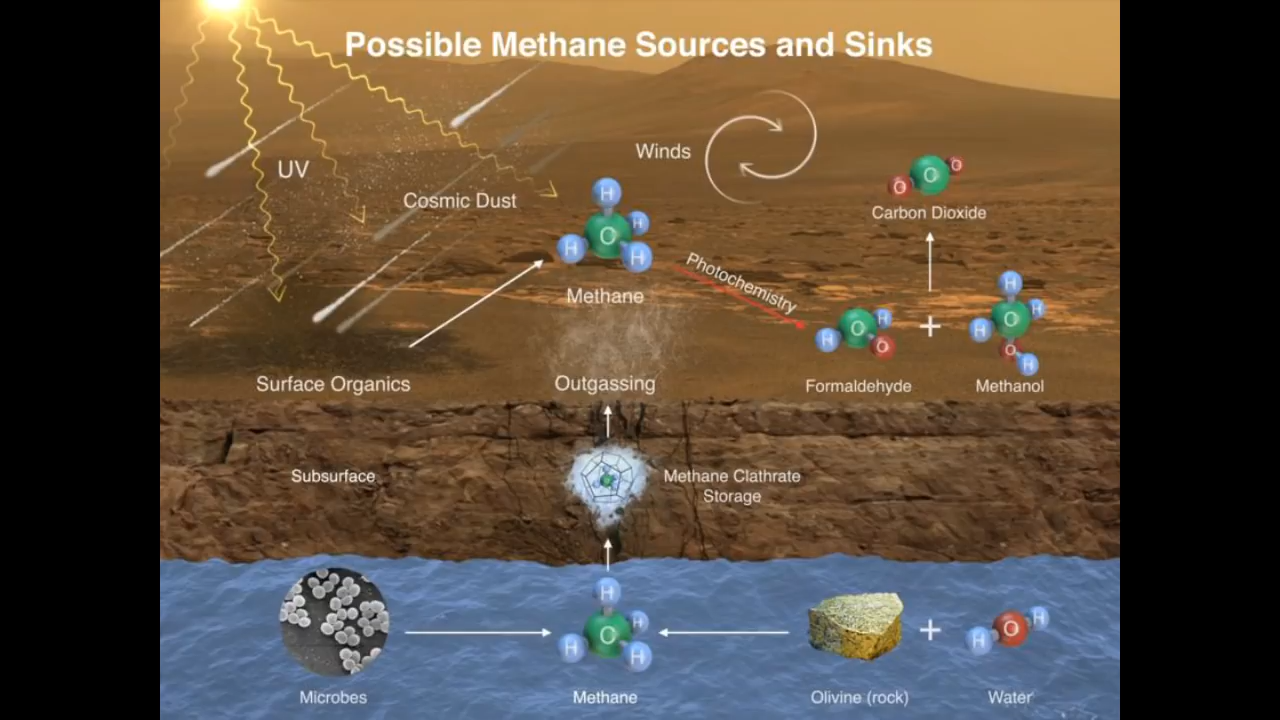 Possible Methane Sources and Sinks
UV
Cosmic Dust
Winds
H
H
C
H
H
Methane
Photochemistry
O
C
O
Carbon Dioxide
H
H
C
H
O
H
Methanol
H
C
H
O
Formaldehyde
+
Surface Organics
Outgassing
Subsurface
Methane Clathrate
Storage
H
H
C
H
H
+
H
O
H
Microbes
Methane
Olivine (rock)
Water